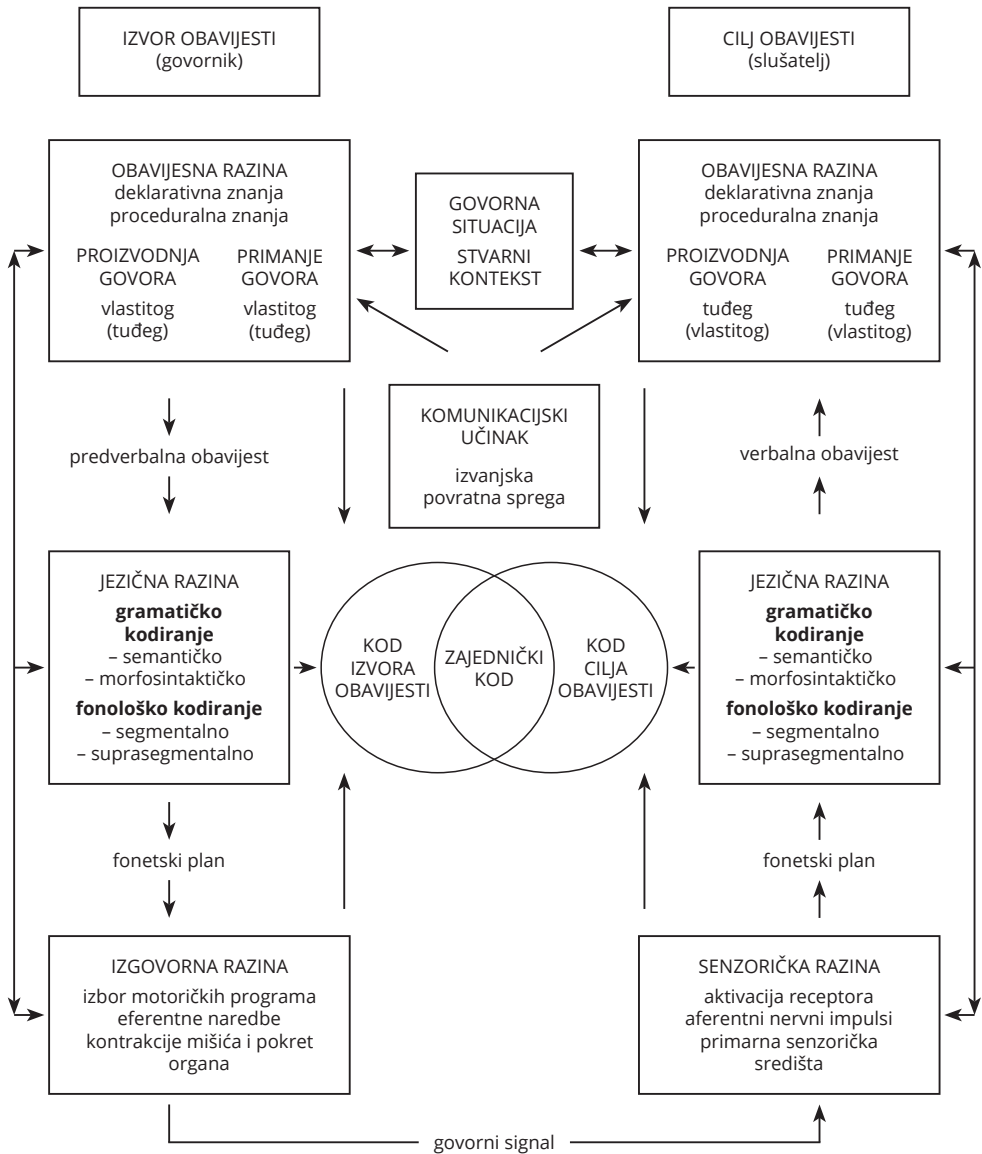 IZVOR OBAVIJESTI
(govornik)
CILJ OBAVIJESTI
(slušatelj)
OBAVIJESNA RAZINA
deklarativna znanja
proceduralna znanja
PROIZVODNJA
GOVORA
vlastitog
(tuđeg)
PRIMANJE
GOVORA
vlastitog
(tuđeg)
GOVORNA
SITUACIJA
STVARNI
KONTEKST
OBAVIJESNA RAZINA
deklarativna znanja
proceduralna znanja
PROIZVODNJA
GOVORA
tuđeg
(vlastitog)
PRIMANJE
GOVORA
tuđeg
(vlastitog)
predverbalna obavijest
KOMUNIKACIJSKI
UČINAK
izvanjska
povratna sprega
verbalna obavijest
JEZIČNA RAZINA
gramatičko
kodiranje
– semantičko
– morfosintaktičko
fonološko kodiranje
– segmentalno
– suprasegmentalno
KOD
IZVORA
OBAVIJESTI
ZAJEDNIČKI
KOD
KOD
CILJA
OBAVIJESTI
JEZIČNA RAZINA
gramatičko
kodiranje
– semantičko
– morfosintaktičko
fonološko kodiranje
– segmentalno
– suprasegmentalno
fonetski plan
fonetski plan
IZGOVORNA RAZINA
izbor motoričkih programa
eferentne naredbe
kontrakcije mišića i pokret
organa
SENZORIČKA RAZINA
aktivacija receptora
aferentni nervni impulsi
primarna senzorička
središta
govorni signal